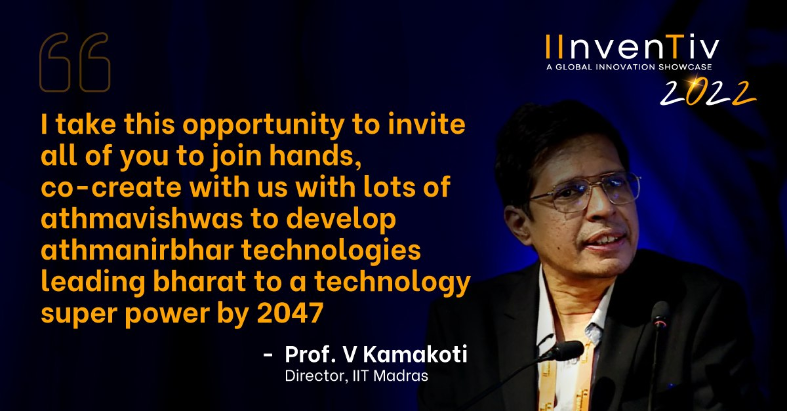 IInvenTiv
A GLOBAL INNOVATION SHOWCASE
2022
I take this opportunity to invite
all of you to join hands,
co-create with us with lots of
athmavishwas to develop
athmanirbhar technologies
leading bharat to a technology
super power by 2047
- Prof. V Kamakoti
Director, IIT Madras